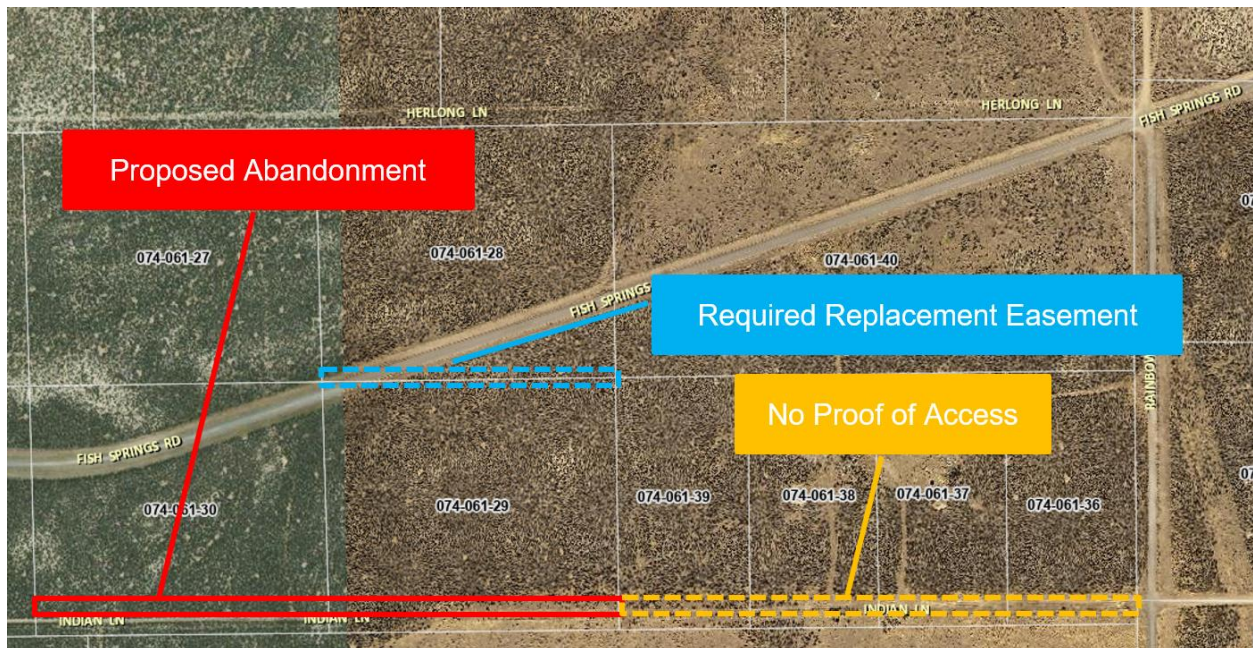 HERLONG LN
HERLONG LN
FISH SPRINGS RD
Proposed Abandonment
074-061-27
074-061-28
074-061-40
FISH SPRINGS
Required Replacement Easement
No Proof of Access
FISH SPRINGS RD
074-061-30
074-061-29
074-061-39
074-061-38
074-061-37
074-061-36
INDIAN LN
INDIAN LN
INDIAN LN